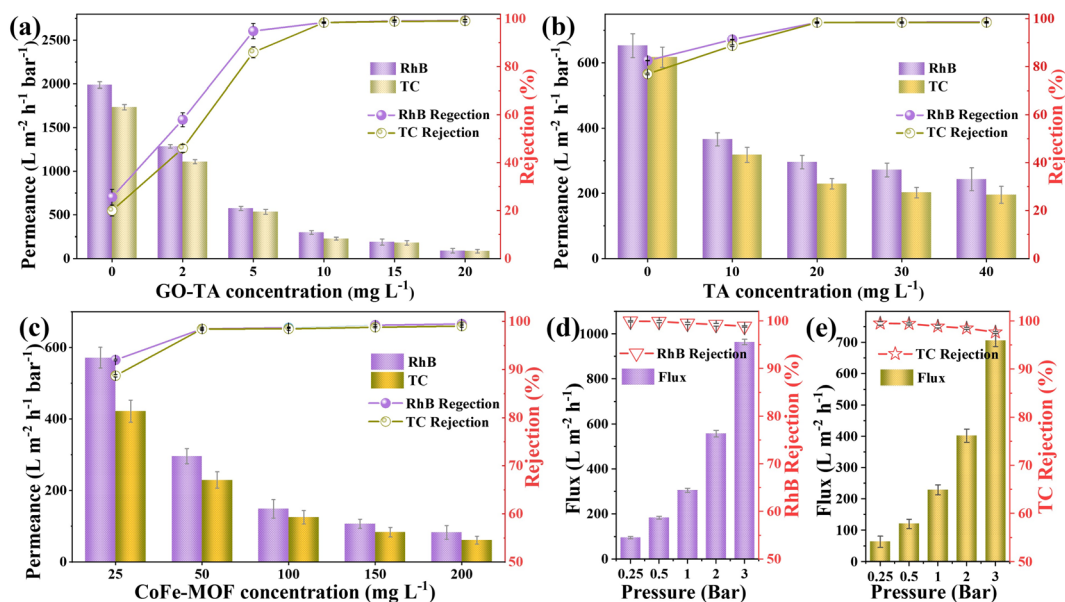 (a)
Permeance (L m⁻² h⁻¹ bar⁻¹)
2500
2000
1500
1000
500
0
RhB
TC
RhB Regection
TC Rejection
100
80
60
40
20
0
Rejection (%)
0 2 5 10 15 20
GO-TA concentration (mg L⁻¹)
(b)
Permeance (L m⁻² h⁻¹ bar⁻¹)
600
400
200
0
RhB
TC
RhB Regection
TC Rejection
100
80
60
40
20
0
Rejection (%)
0 10 20 30 40
TA concentration (mg L⁻¹)
(c)
Permeance (L m⁻² h⁻¹ bar⁻¹)
600
400
200
0
RhB
TC
RhB Regection
TC Rejection
100
90
80
70
60
50
Rejection (%)
25 50 100 150 200
CoFe-MOF concentration (mg L⁻¹)
(d)
Flux (L m⁻² h⁻¹)
1000
800
600
400
200
0
RhB Rejection
Flux
100
90
80
70
60
50
RhB Rejection (%)
0.25 0.5 1 2 3
Pressure (Bar)
(e)
Flux (L m⁻² h⁻¹)
700
600
500
400
300
200
100
0
TC Rejection
Flux
100
90
80
70
60
50
TC Rejection (%)
0.25 0.5 1 2 3
Pressure (Bar)